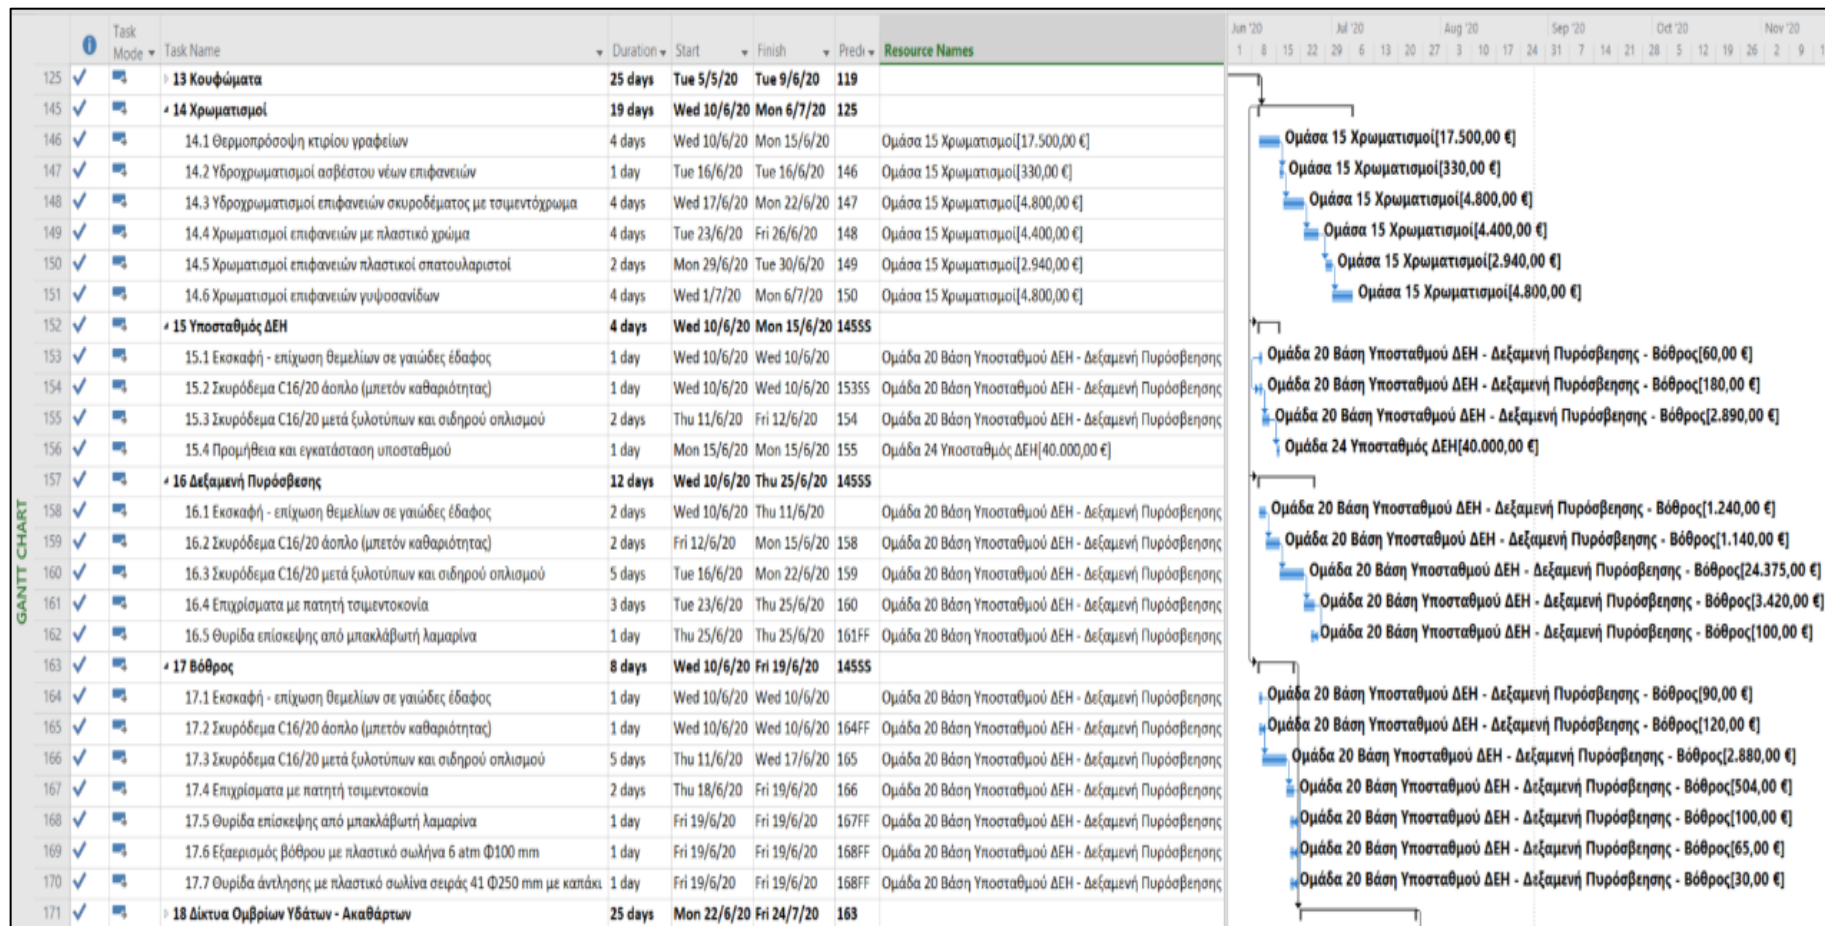 Task
Mode Task Name Duration Start Finish Pred Resource Names
Jun '20 Jul '20 Aug '20 Sep '20 Oct '20 Nov '20
1 8 15 22 29 6 13 20 27 3 10 17 24 31 7 14 21 28 5 12 19 26 2 9 1
125 13 Κουφώματα 25 days Tue 5/5/20 Tue 9/6/20 119
145 14 Χρωματισμοί 19 days Wed 10/6/20 Mon 6/7/20 125
146 14.1 Θερμοπρόσοψη κτιρίου γραφείων 4 days Wed 10/6/20 Mon 15/6/20 Ομάσα 15 Χρωματισμοί[17.500,00 €] Ομάσα 15 Χρωματισμοί[17.500,00 €]
147 14.2 Υδροχρωματισμοί ασβέστου νέων επιφανειών 1 day Tue 16/6/20 Tue 16/6/20 146 Ομάσα 15 Χρωματισμοί[330,00 €] Ομάσα 15 Χρωματισμοί[330,00 €]
148 14.3 Υδροχρωματισμοί επιφανειών σκυροδέματος με τσιμεντόχρωμα 4 days Wed 17/6/20 Mon 22/6/20 147 Ομάσα 15 Χρωματισμοί[4.800,00 €] Ομάσα 15 Χρωματισμοί[4.800,00 €]
149 14.4 Χρωματισμοί επιφανειών με πλαστικό χρώμα 4 days Tue 23/6/20 Fri 26/6/20 148 Ομάσα 15 Χρωματισμοί[4.400,00 €] Ομάσα 15 Χρωματισμοί[4.400,00 €]
150 14.5 Χρωματισμοί επιφανειών πλαστικοί σπατουλαριστοί 2 days Mon 29/6/20 Tue 30/6/20 149 Ομάσα 15 Χρωματισμοί[2.940,00 €] Ομάσα 15 Χρωματισμοί[2.940,00 €]
151 14.6 Χρωματισμοί επιφανειών γυψοσανίδων 4 days Wed 1/7/20 Mon 6/7/20 150 Ομάσα 15 Χρωματισμοί[4.800,00 €] Ομάσα 15 Χρωματισμοί[4.800,00 €]
152 15 Υποσταθμός ΔΕΗ 4 days Wed 10/6/20 Mon 15/6/20 145SS
153 15.1 Εκσκαφή - επίχωση θεμελίων σε γαιώδες έδαφος 1 day Wed 10/6/20 Wed 10/6/20 Ομάδα 20 Βάση Υποσταθμού ΔΕΗ - Δεξαμενή Πυρόσβεησης Ομάδα 20 Βάση Υποσταθμού ΔΕΗ - Δεξαμενή Πυρόσβεησης - Βόθρος[60,00 €]
154 15.2 Σκυρόδεμα C16/20 άοπλο (μπετόν καθαριότητας) 1 day Wed 10/6/20 Wed 10/6/20 153SS Ομάδα 20 Βάση Υποσταθμού ΔΕΗ - Δεξαμενή Πυρόσβεησης Ομάδα 20 Βάση Υποσταθμού ΔΕΗ - Δεξαμενή Πυρόσβεησης - Βόθρος[180,00 €]
155 15.3 Σκυρόδεμα C16/20 μετά ξυλοτύπων και σιδηρού οπλισμού 2 days Thu 11/6/20 Fri 12/6/20 154 Ομάδα 20 Βάση Υποσταθμού ΔΕΗ - Δεξαμενή Πυρόσβεησης Ομάδα 20 Βάση Υποσταθμού ΔΕΗ - Δεξαμενή Πυρόσβεησης - Βόθρος[2.890,00 €]
156 15.4 Προμήθεια και εγκατάσταση υποσταθμού 1 day Mon 15/6/20 Mon 15/6/20 155 Ομάδα 24 Υποσταθμός ΔΕΗ[40.000,00 €] Ομάδα 24 Υποσταθμός ΔΕΗ[40.000,00 €]
157 16 Δεξαμενή Πυρόσβεσης 12 days Wed 10/6/20 Thu 25/6/20 145SS
158 16.1 Εκσκαφή - επίχωση θεμελίων σε γαιώδες έδαφος 2 days Wed 10/6/20 Thu 11/6/20 Ομάδα 20 Βάση Υποσταθμού ΔΕΗ - Δεξαμενή Πυρόσβεησης Ομάδα 20 Βάση Υποσταθμού ΔΕΗ - Δεξαμενή Πυρόσβεησης - Βόθρος[1.240,00 €]
159 16.2 Σκυρόδεμα C16/20 άοπλο (μπετόν καθαριότητας) 2 days Fri 12/6/20 Mon 15/6/20 158 Ομάδα 20 Βάση Υποσταθμού ΔΕΗ - Δεξαμενή Πυρόσβεησης Ομάδα 20 Βάση Υποσταθμού ΔΕΗ - Δεξαμενή Πυρόσβεησης - Βόθρος[1.140,00 €]
160 16.3 Σκυρόδεμα C16/20 μετά ξυλοτύπων και σιδηρού οπλισμού 5 days Tue 16/6/20 Mon 22/6/20 159 Ομάδα 20 Βάση Υποσταθμού ΔΕΗ - Δεξαμενή Πυρόσβεησης Ομάδα 20 Βάση Υποσταθμού ΔΕΗ - Δεξαμενή Πυρόσβεησης - Βόθρος[24.375,00 €]
161 16.4 Επιχρίσματα με πατητή τσιμεντοκονία 3 days Tue 23/6/20 Thu 25/6/20 160 Ομάδα 20 Βάση Υποσταθμού ΔΕΗ - Δεξαμενή Πυρόσβεησης Ομάδα 20 Βάση Υποσταθμού ΔΕΗ - Δεξαμενή Πυρόσβεησης - Βόθρος[3.420,00 €]
162 16.5 Θυρίδα επίσκεψης από μπακλάβωτή λαμαρίνα 1 day Thu 25/6/20 Thu 25/6/20 161FF Ομάδα 20 Βάση Υποσταθμού ΔΕΗ - Δεξαμενή Πυρόσβεησης Ομάδα 20 Βάση Υποσταθμού ΔΕΗ - Δεξαμενή Πυρόσβεησης - Βόθρος[100,00 €]
163 17 Βόθρος 8 days Wed 10/6/20 Fri 19/6/20 145SS
164 17.1 Εκσκαφή - επίχωση θεμελίων σε γαιώδες έδαφος 1 day Wed 10/6/20 Wed 10/6/20 Ομάδα 20 Βάση Υποσταθμού ΔΕΗ - Δεξαμενή Πυρόσβεησης Ομάδα 20 Βάση Υποσταθμού ΔΕΗ - Δεξαμενή Πυρόσβεησης - Βόθρος[90,00 €]
165 17.2 Σκυρόδεμα C16/20 άοπλο (μπετόν καθαριότητας) 1 day Wed 10/6/20 Wed 10/6/20 164FF Ομάδα 20 Βάση Υποσταθμού ΔΕΗ - Δεξαμενή Πυρόσβεησης Ομάδα 20 Βάση Υποσταθμού ΔΕΗ - Δεξαμενή Πυρόσβεησης - Βόθρος[120,00 €]
166 17.3 Σκυρόδεμα C16/20 μετά ξυλοτύπων και σιδηρού οπλισμού 5 days Thu 11/6/20 Wed 17/6/20 165 Ομάδα 20 Βάση Υποσταθμού ΔΕΗ - Δεξαμενή Πυρόσβεησης Ομάδα 20 Βάση Υποσταθμού ΔΕΗ - Δεξαμενή Πυρόσβεησης - Βόθρος[2.880,00 €]
167 17.4 Επιχρίσματα με πατητή τσιμεντοκονία 2 days Thu 18/6/20 Fri 19/6/20 166 Ομάδα 20 Βάση Υποσταθμού ΔΕΗ - Δεξαμενή Πυρόσβεησης Ομάδα 20 Βάση Υποσταθμού ΔΕΗ - Δεξαμενή Πυρόσβεησης - Βόθρος[504,00 €]
168 17.5 Θυρίδα επίσκεψης από μπακλάβωτή λαμαρίνα 1 day Fri 19/6/20 Fri 19/6/20 167FF Ομάδα 20 Βάση Υποσταθμού ΔΕΗ - Δεξαμενή Πυρόσβεησης Ομάδα 20 Βάση Υποσταθμού ΔΕΗ - Δεξαμενή Πυρόσβεησης - Βόθρος[100,00 €]
169 17.6 Εξαερισμός βόθρου με πλαστικό σωλήνα 6 atm Φ100 mm 1 day Fri 19/6/20 Fri 19/6/20 168FF Ομάδα 20 Βάση Υποσταθμού ΔΕΗ - Δεξαμενή Πυρόσβεησης Ομάδα 20 Βάση Υποσταθμού ΔΕΗ - Δεξαμενή Πυρόσβεησης - Βόθρος[65,00 €]
170 17.7 Θυρίδα άντλησης με πλαστικό σωλίνα σειράς 41 Φ250 mm με καπάκι 1 day Fri 19/6/20 Fri 19/6/20 168FF Ομάδα 20 Βάση Υποσταθμού ΔΕΗ - Δεξαμενή Πυρόσβεησης Ομάδα 20 Βάση Υποσταθμού ΔΕΗ - Δεξαμενή Πυρόσβεησης - Βόθρος[30,00 €]
171 18 Δίκτυα Ομβρίων Υδάτων - Ακαθάρτων 25 days Mon 22/6/20 Fri 24/7/20 163
GANTT CHART